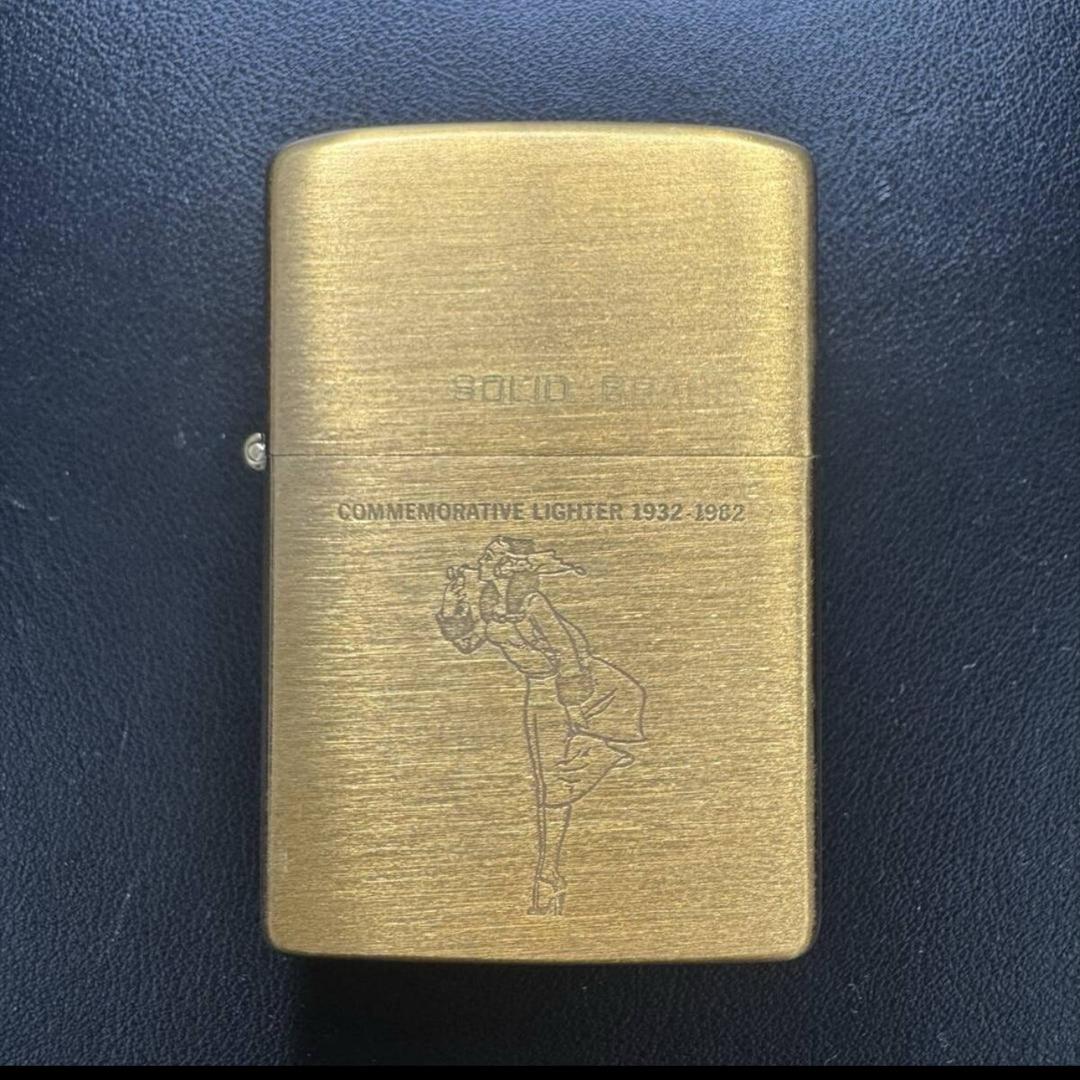 SOLID
COMMEMORATIVE LIGHTER 1932-1982